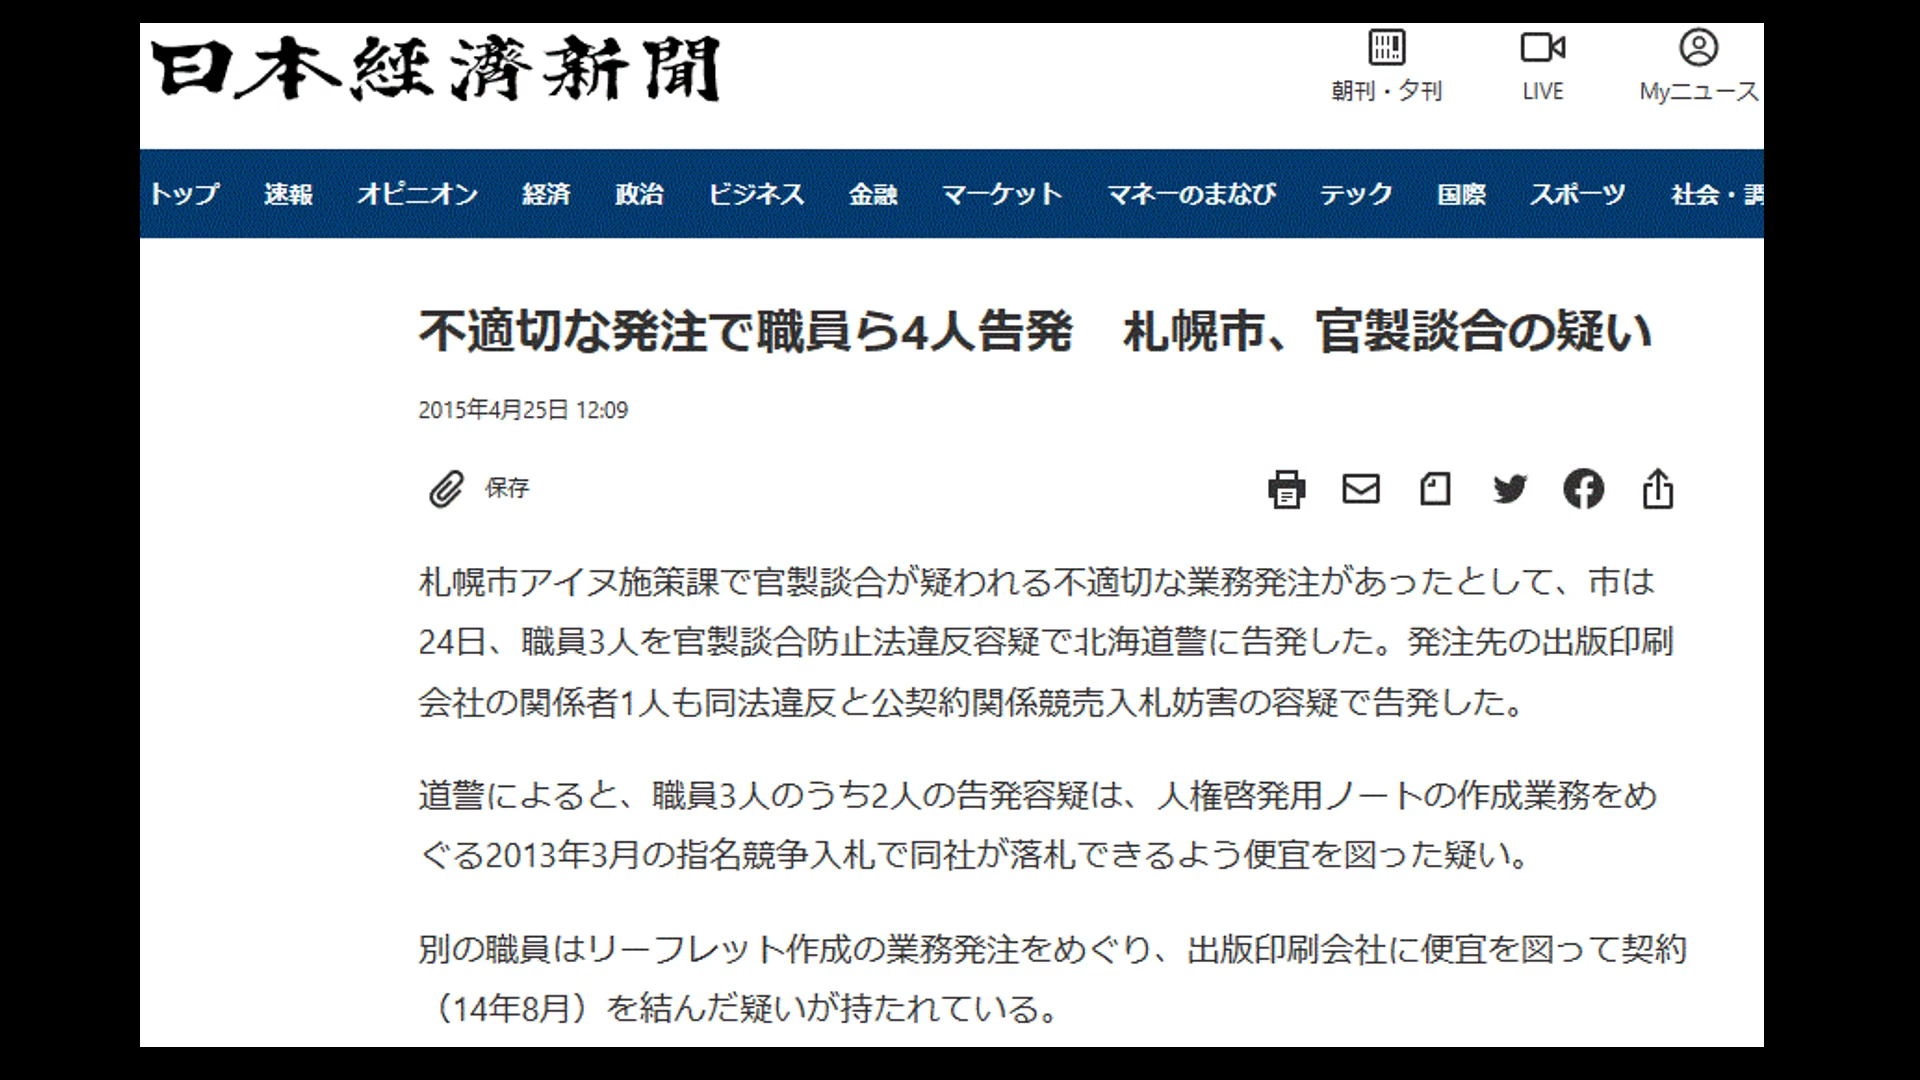 日本経済新聞
朝刊・夕刊 LIVE Myニュース
トップ 速報 オピニオン 経済 政治 ビジネス 金融 マーケット マネーのまなび テック 国際 スポーツ 社会・調
不適切な発注で職員ら4人告発　札幌市、官製談合の疑い
2015年4月25日 12:09
保存
札幌市アイヌ施策課で官製談合が疑われる不適切な業務発注があったとして、市は
24日、職員3人を官製談合防止法違反容疑で北海道警に告発した。発注先の出版印刷
会社の関係者1人も同法違反と公契約関係競売入札妨害の容疑で告発した。
道警によると、職員3人のうち2人の告発容疑は、人権啓発用ノートの作成業務をめ
ぐる2013年3月の指名競争入札で同社が落札できるよう便宜を図った疑い。
別の職員はリーフレット作成の業務発注をめぐり、出版印刷会社に便宜を図って契約
（14年8月）を結んだ疑いが持たれている。